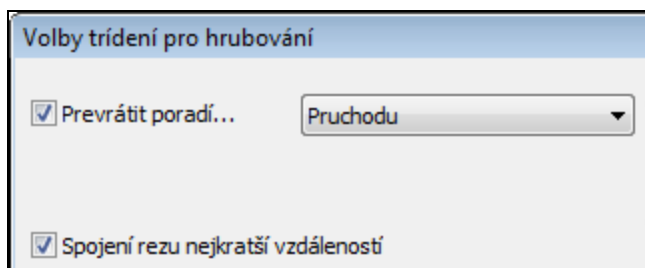 Volby trídení pro hrubování
Prevrátit poradí... Pruchodu
Spojení rezu nejkratší vzdáleností